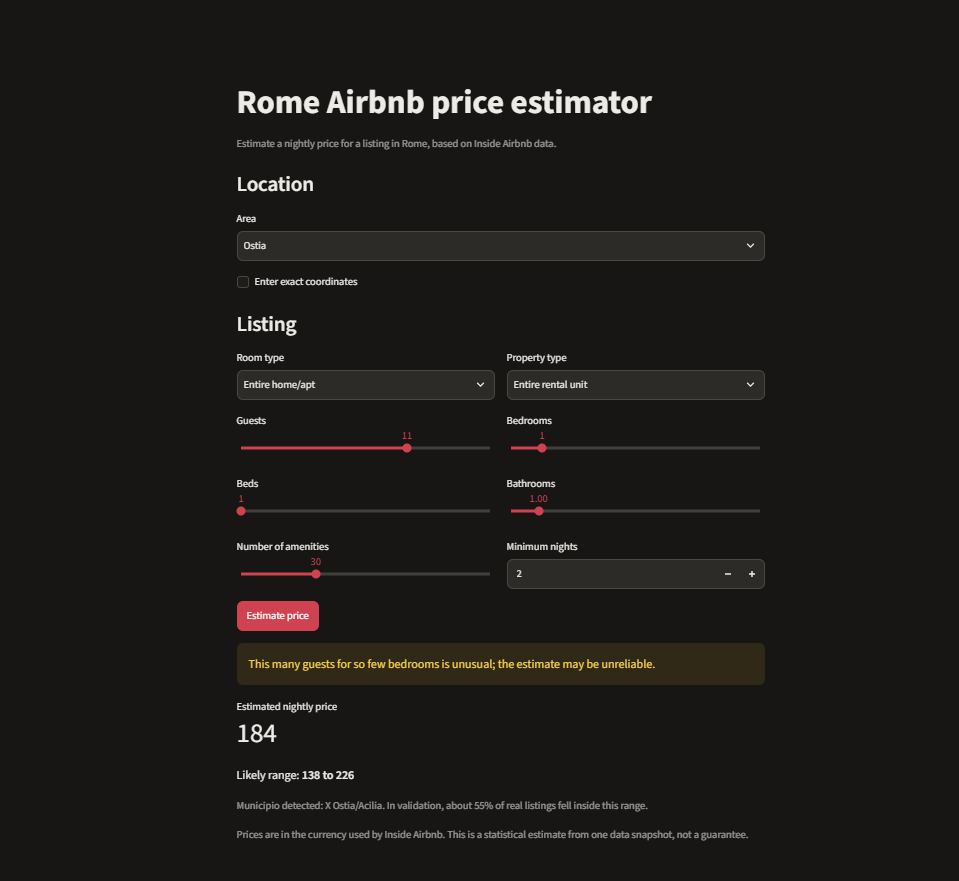 Rome Airbnb price estimator
Estimate a nightly price for a listing in Rome, based on Inside Airbnb data.
Location
Area
Ostia
Enter exact coordinates
Listing
Room type
Property type
Entire home/apt
Entire rental unit
Guests
Bedrooms
11
1
Beds
Bathrooms
1
1.00
Number of amenities
Minimum nights
30
2
Estimate price
This many guests for so few bedrooms is unusual; the estimate may be unreliable.
Estimated nightly price
184
Likely range: 138 to 226
Municipio detected: X Ostia/Acilia. In validation, about 55% of real listings fell inside this range.
Prices are in the currency used by Inside Airbnb. This is a statistical estimate from one data snapshot, not a guarantee.